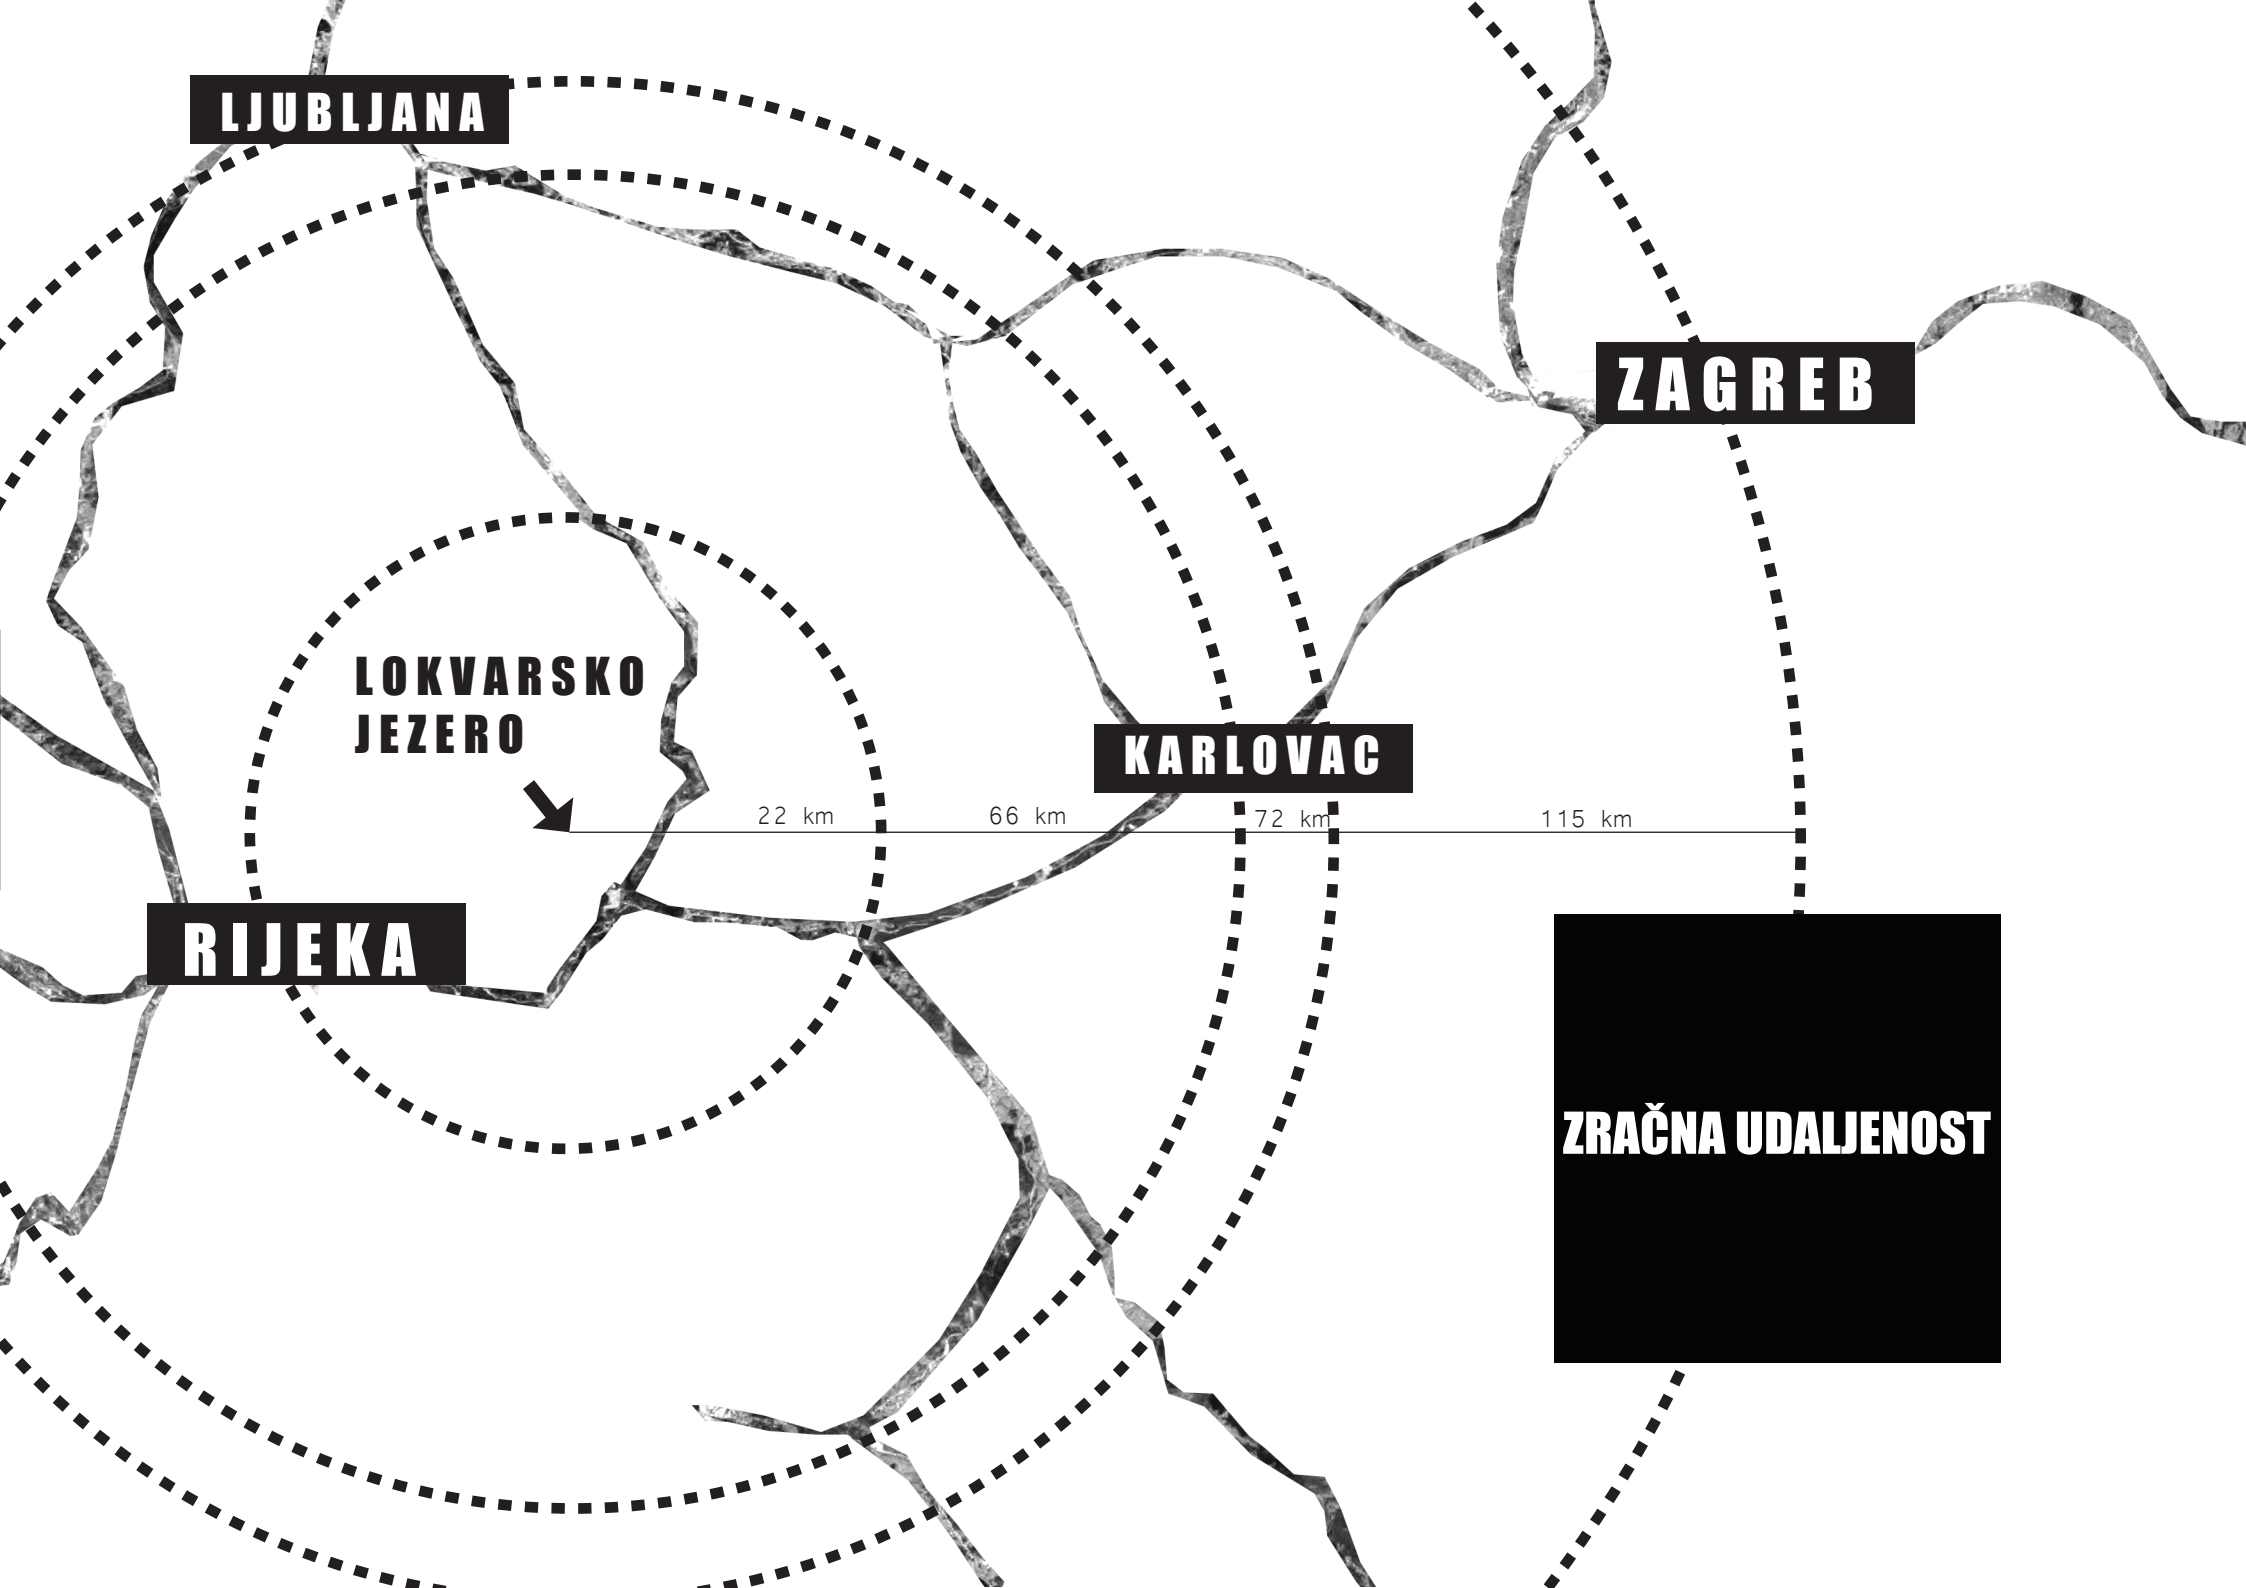 LJUBLJANA
ZAGREB
LOKVARSKO
JEZERO
KARLOVAC
22 km
66 km
72 km
115 km
RIJEKA
ZRAČNA UDALJENOST